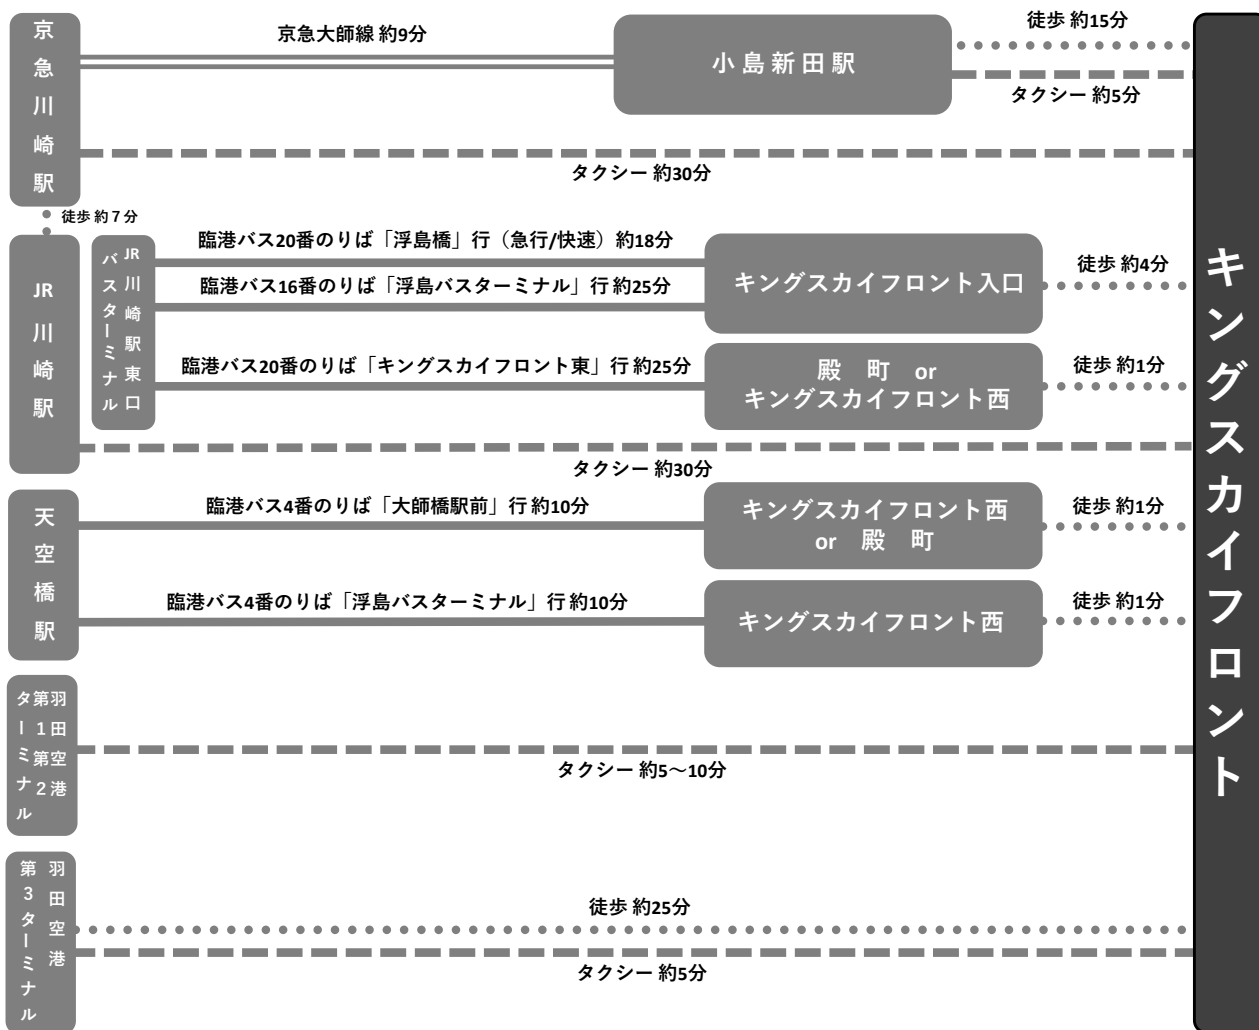 京急川崎駅
京急大師線 約9分
小島新田駅
徒歩 約15分
タクシー 約5分
タクシー 約30分
徒歩 約7分
JR川崎駅
JR川崎駅東口
バスターミナル
臨港バス20番のりば「浮島橋」行（急行/快速）約18分
臨港バス16番のりば「浮島バスターミナル」行 約25分
キングスカイフロント入口
徒歩 約4分
臨港バス20番のりば「キングスカイフロント東」行 約25分
殿 町 or
キングスカイフロント西
徒歩 約1分
タクシー 約30分
天空橋駅
臨港バス4番のりば「大師橋駅前」行 約10分
キングスカイフロント西
or 殿 町
徒歩 約1分
臨港バス4番のりば「浮島バスターミナル」行 約10分
キングスカイフロント西
徒歩 約1分
羽田空港
第1第2
ターミナル
タクシー 約5～10分
羽田空港
第3ターミナル
徒歩 約25分
タクシー 約5分
キングスカイフロント